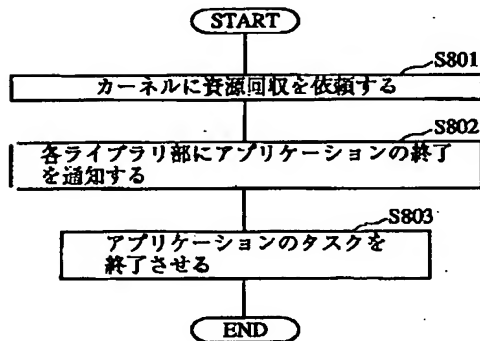 START
S801
カーネルに資源回収を依頼する
S802
各ライブラリ部にアプリケーションの終了
を通知する
S803
アプリケーションのタスクを
終了させる
END